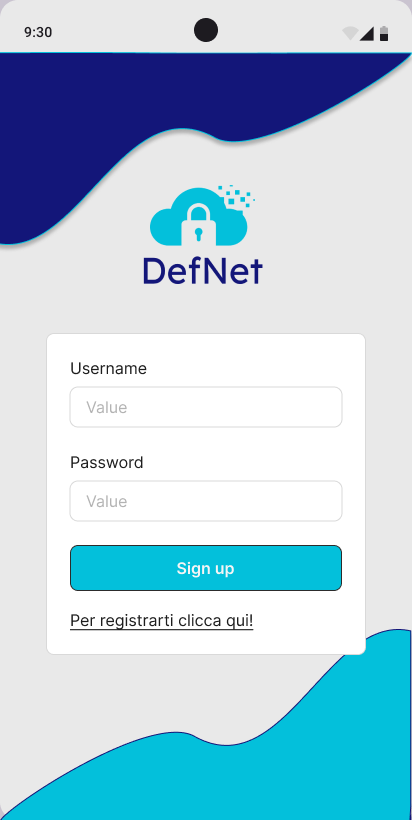 9:30
DefNet
Username
Value
Password
Value
Sign up
Per registrarti clicca qui!